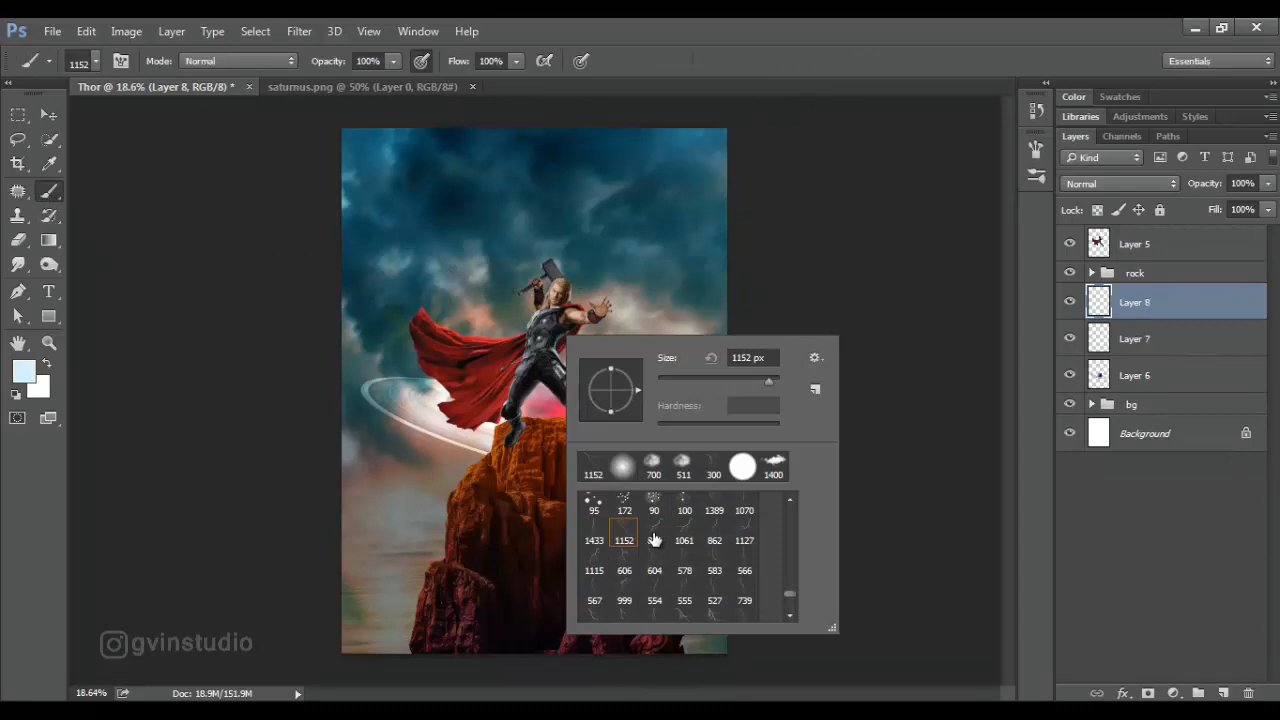 Ps File Edit Image Layer Type Select Filter 3D View Window Help
1152 Mode: Normal Opacity: 100% Flow: 100% Essentials
Thor @ 18.6% (Layer 8, RGB/8) * × saturnus.png @ 50% (Layer 0, RGB/8#) ×
Color Swatches
Libraries Adjustments Styles
Layers Channels Paths
Kind
Normal Opacity: 100%
Lock: Fill: 100%
Layer 5
rock
Layer 8
Layer 7
Layer 6
bg
Background
Size: 1152 px
Hardness:
1152 700 511 300 1400
95 172 90 100 1389 1070
1433 1152 1061 862 1127
1115 606 604 578 583 566
567 999 554 555 527 739
gvinstudio
18.64% Doc: 18.9M/151.9M